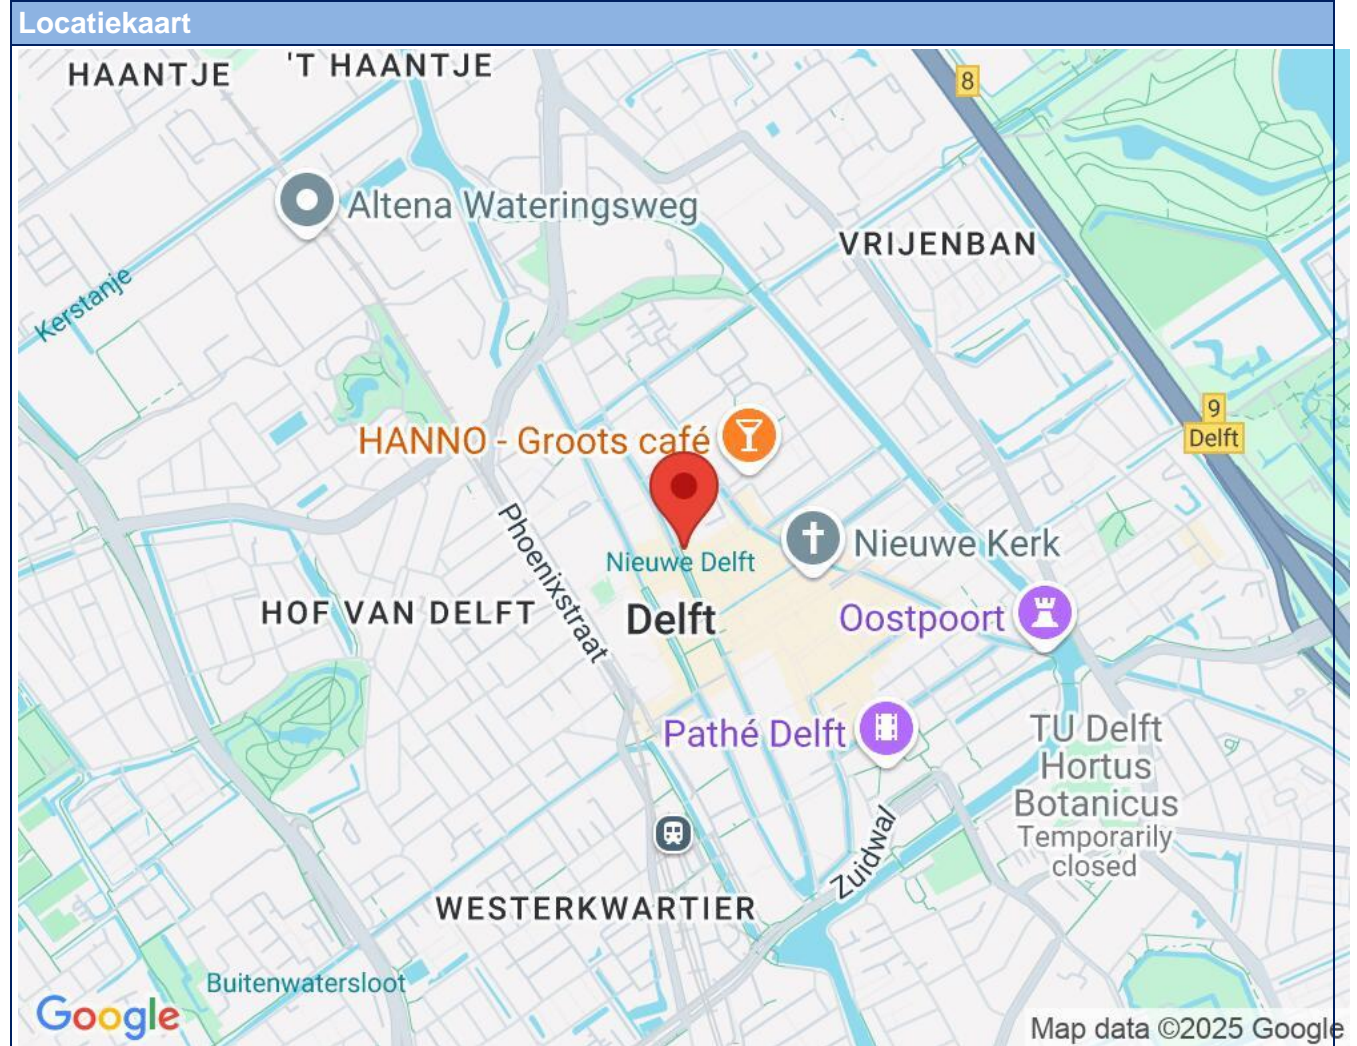 Locatiekaart
HAANTJE
'T HAANTJE
8
Altena Wateringsweg
VRIJENBAN
Kerstanje
9
Delft
HANNO - Groots café
Phoenixstraat
Nieuwe Kerk
Nieuwe Delft
HOF VAN DELFT
Delft
Oostpoort
Pathé Delft
TU Delft
Hortus
Botanicus
Temporarily
closed
Zuidwal
WESTERKWARTIER
Buitenwatersloot
Google
Map data ©2025 Google